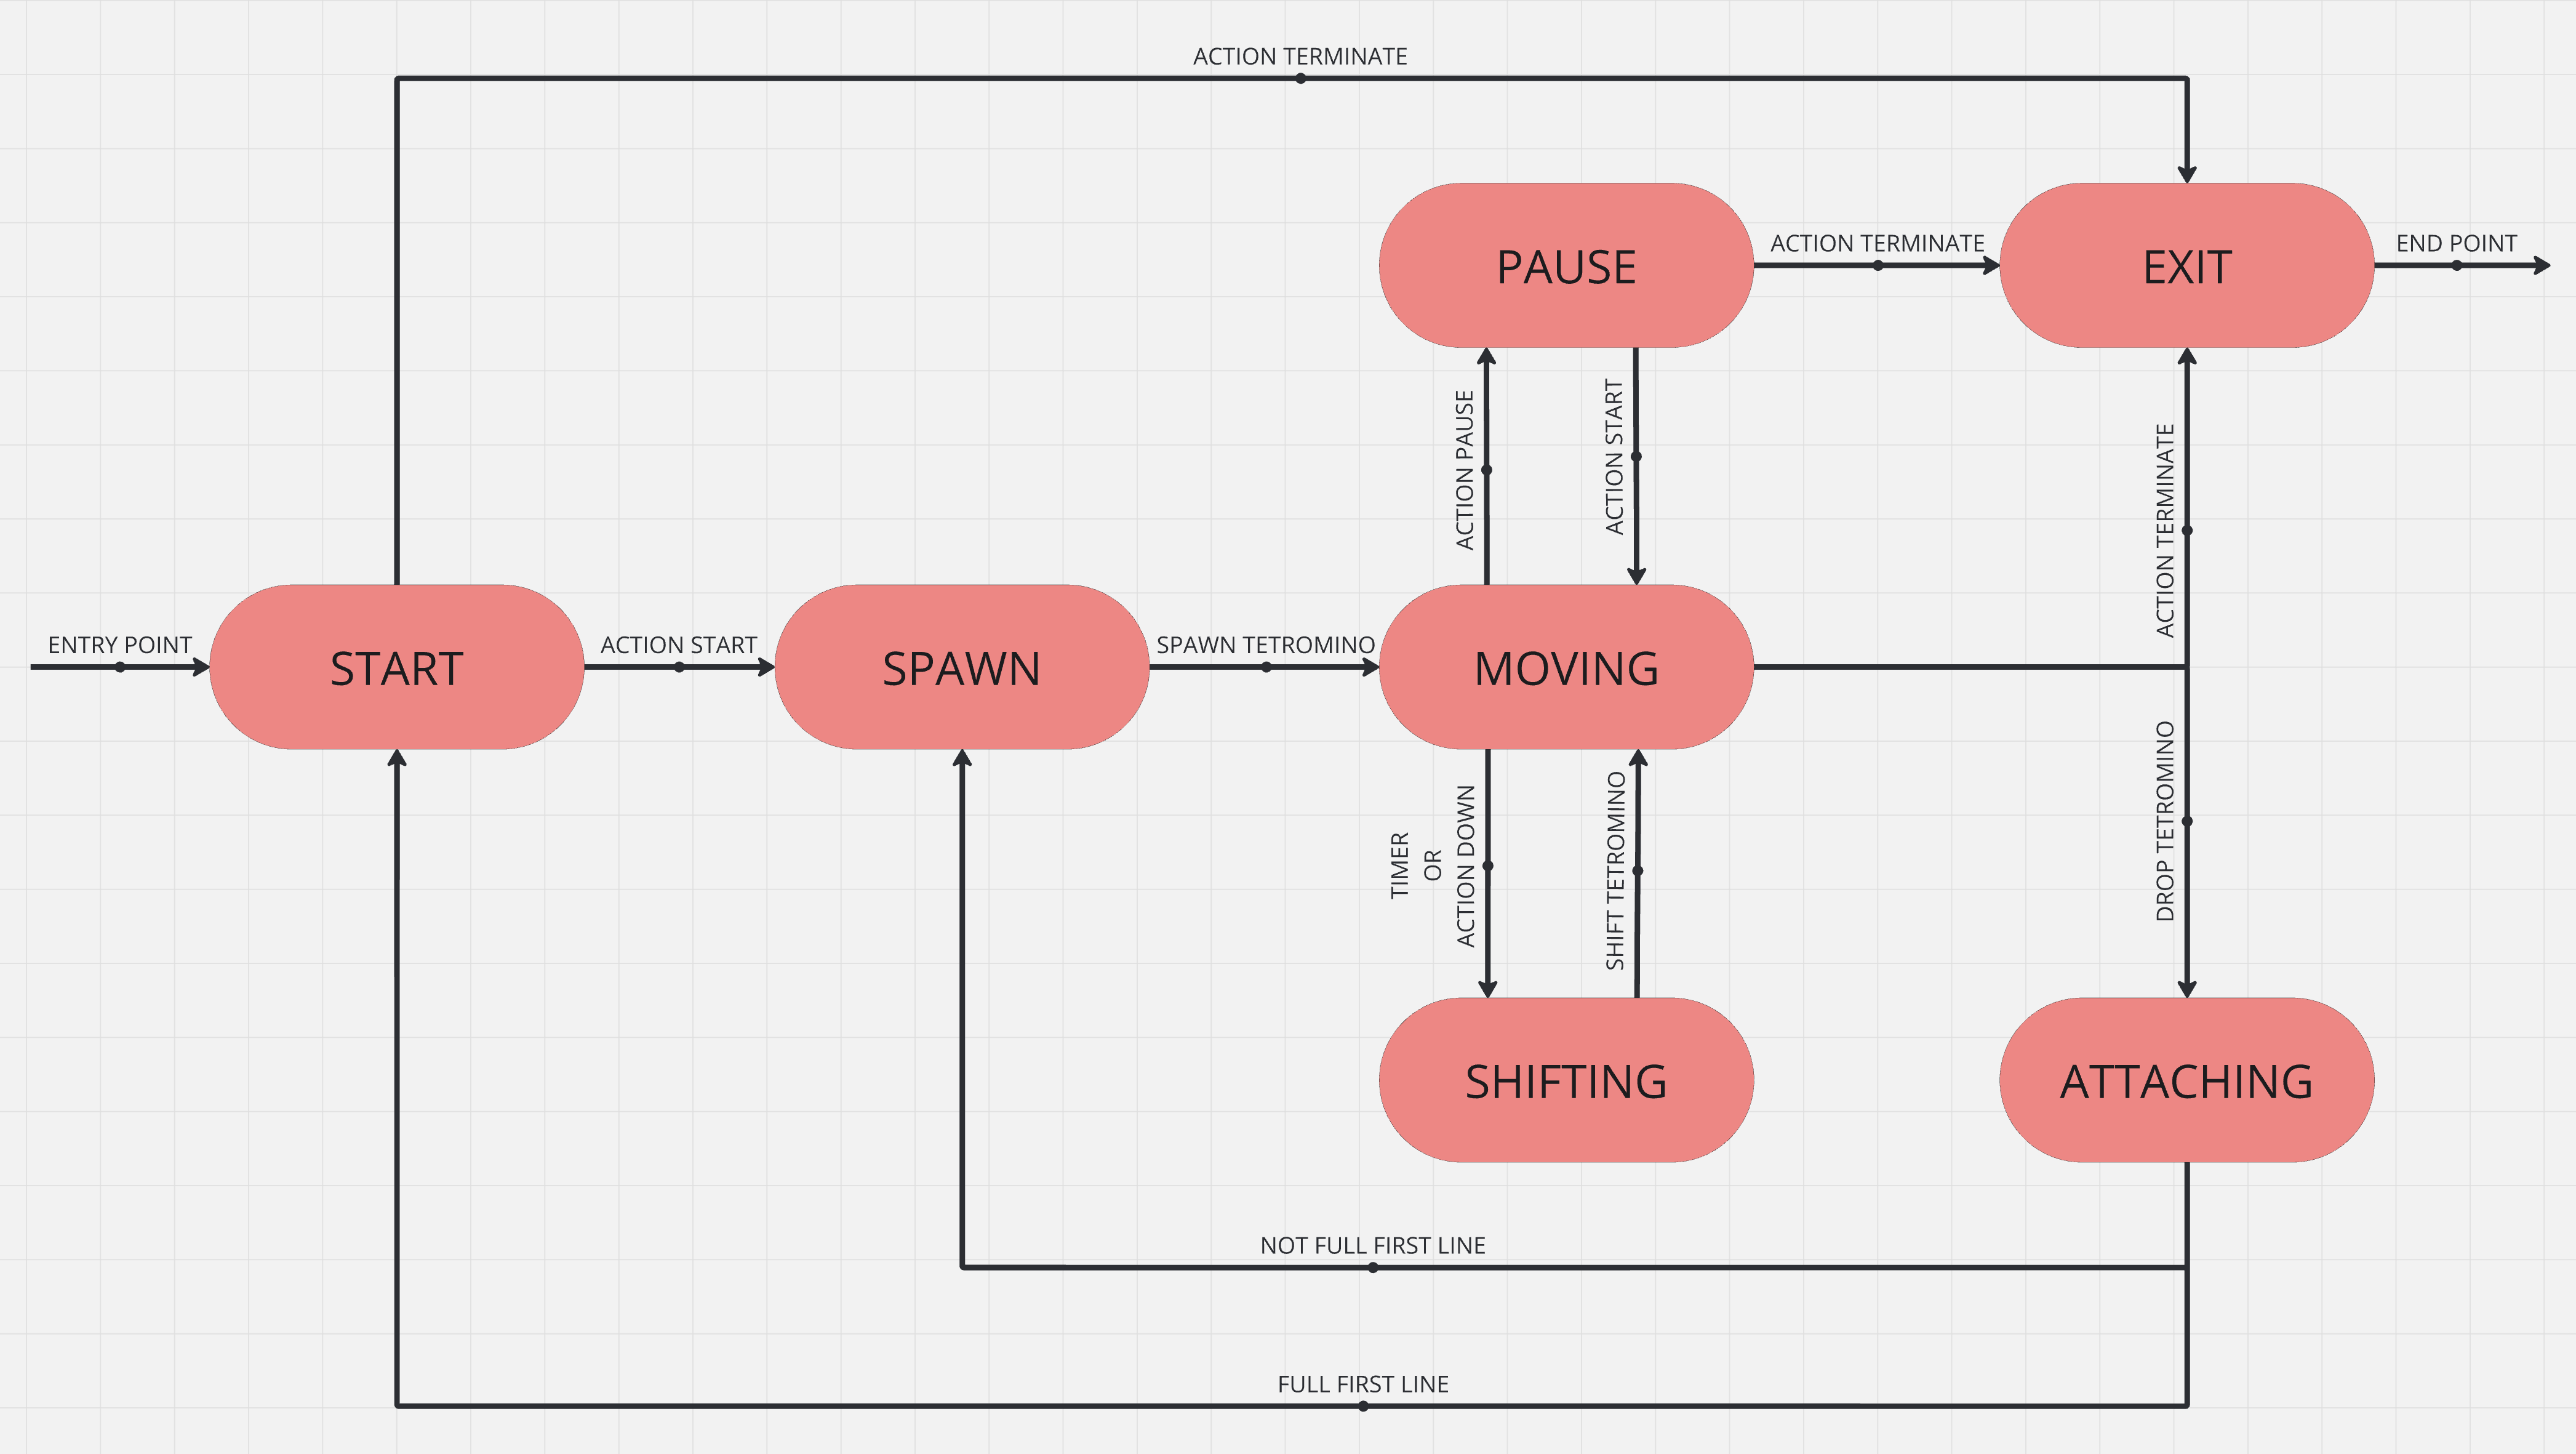 ACTION TERMINATE
PAUSE
ACTION TERMINATE
EXIT
END POINT
ACTION PAUSE
ACTION START
ACTION TERMINATE
ENTRY POINT
START
ACTION START
SPAWN
SPAWN TETROMINO
MOVING
TIMER
OR
ACTION DOWN
SHIFT TETROMINO
DROP TETROMINO
SHIFTING
ATTACHING
NOT FULL FIRST LINE
FULL FIRST LINE